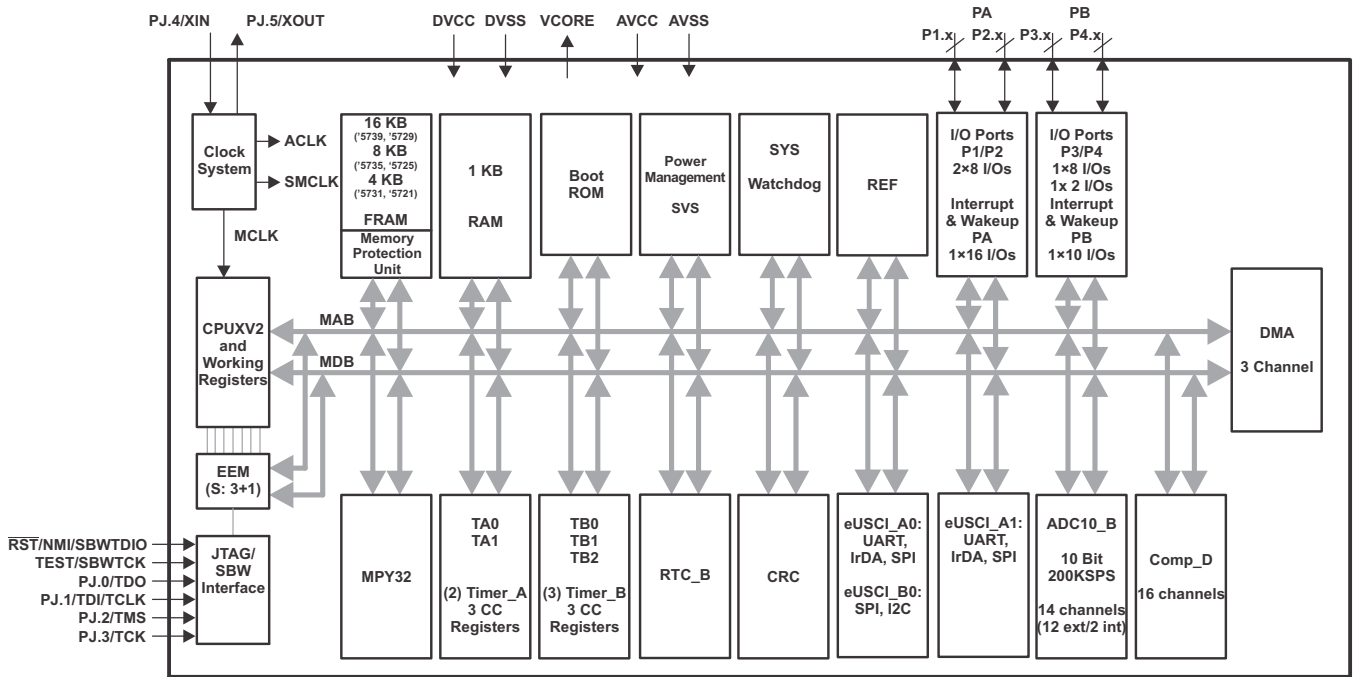 PJ.4/XIN
PJ.5/XOUT
DVCC
DVSS
VCORE
AVCC
AVSS
PA
PB
P1.x
P2.x
P3.x
P4.x
Clock
System
ACLK
SMCLK
MCLK
16 KB
('5739, '5729)
8 KB
('5735, '5725)
4 KB
('5731, '5721)
FRAM
Memory
Protection
Unit
1 KB
RAM
Boot
ROM
Power
Management
SVS
SYS
Watchdog
REF
I/O Ports
P1/P2
2×8 I/Os
Interrupt
& Wakeup
PA
1×16 I/Os
I/O Ports
P3/P4
1×8 I/Os
1x 2 I/Os
Interrupt
& Wakeup
PB
1×10 I/Os
CPUXV2
and
Working
Registers
MAB
MDB
DMA
3 Channel
EEM
(S: 3+1)
RST/NMI/SBWTDIO
TEST/SBWTCK
PJ.0/TDO
PJ.1/TDI/TCLK
PJ.2/TMS
PJ.3/TCK
JTAG/
SBW
Interface
MPY32
TA0
TA1
(2) Timer_A
3 CC
Registers
TB0
TB1
TB2
(3) Timer_B
3 CC
Registers
RTC_B
CRC
eUSCI_A0:
UART,
IrDA, SPI
eUSCI_B0:
SPI, I2C
eUSCI_A1:
UART,
IrDA, SPI
ADC10_B
10 Bit
200KSPS
14 channels
(12 ext/2 int)
Comp_D
16 channels